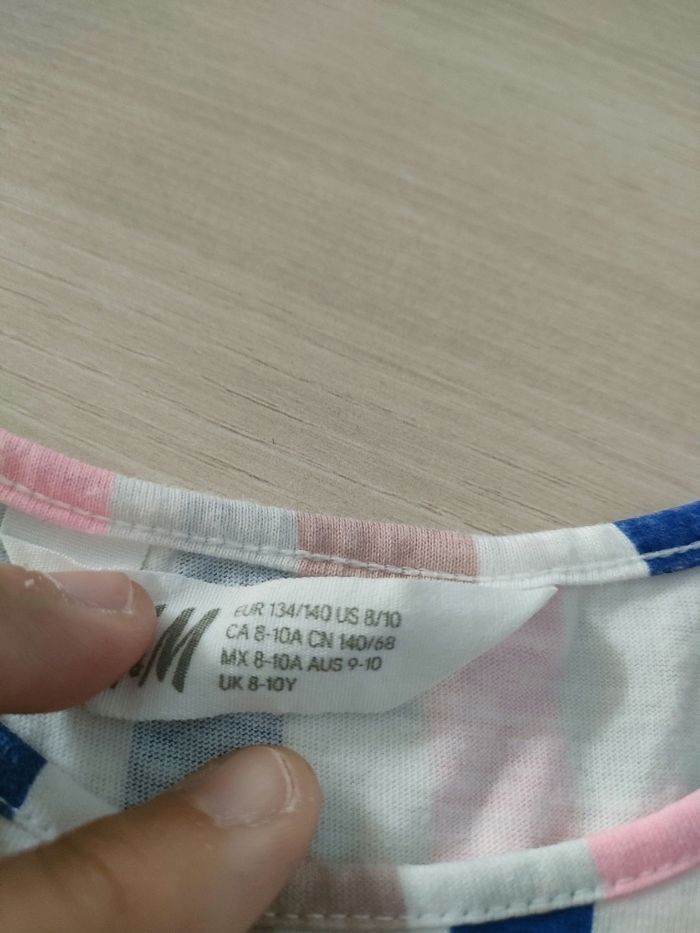 EUR 134/140 US 8/10
CA 8-10A CN 140/68
MX 8-10A AUS 9-10
UK 8-10Y